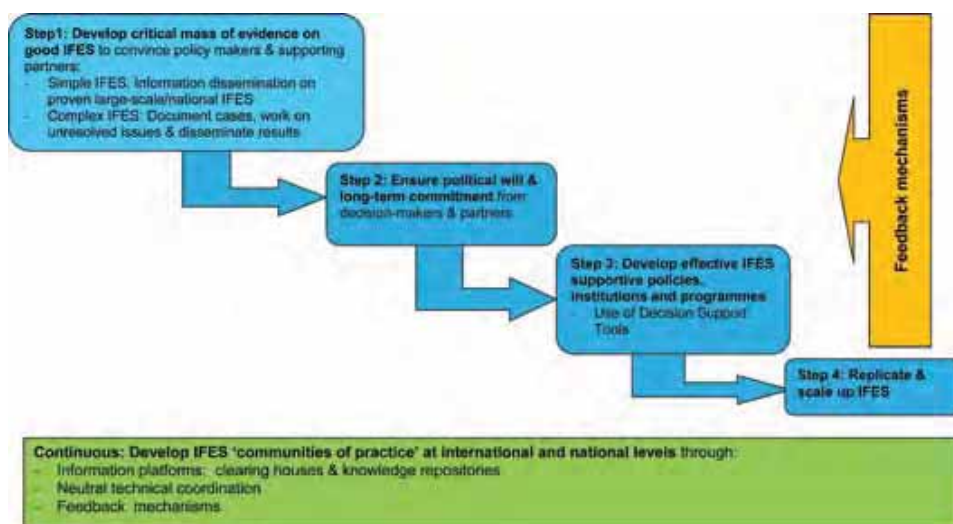 Step1: Develop critical mass of evidence on
good IFES to convince policy makers & supporting
partners:
- Simple IFES: Information dissemination on
proven large-scale/national IFES
- Complex IFES: Document cases, work on
unresolved issues & disseminate results
Step 2: Ensure political will &
long-term commitment from
decision-makers & partners
Step 3: Develop effective IFES
supportive policies,
institutions and programmes
- Use of Decision Support
Tools
Step 4: Replicate &
scale up IFES
Feedback mechanisms
Continuous: Develop IFES 'communities of practice' at international and national levels through:
- Information platforms: clearing houses & knowledge repositories
- Neutral technical coordination
- Feedback mechanisms